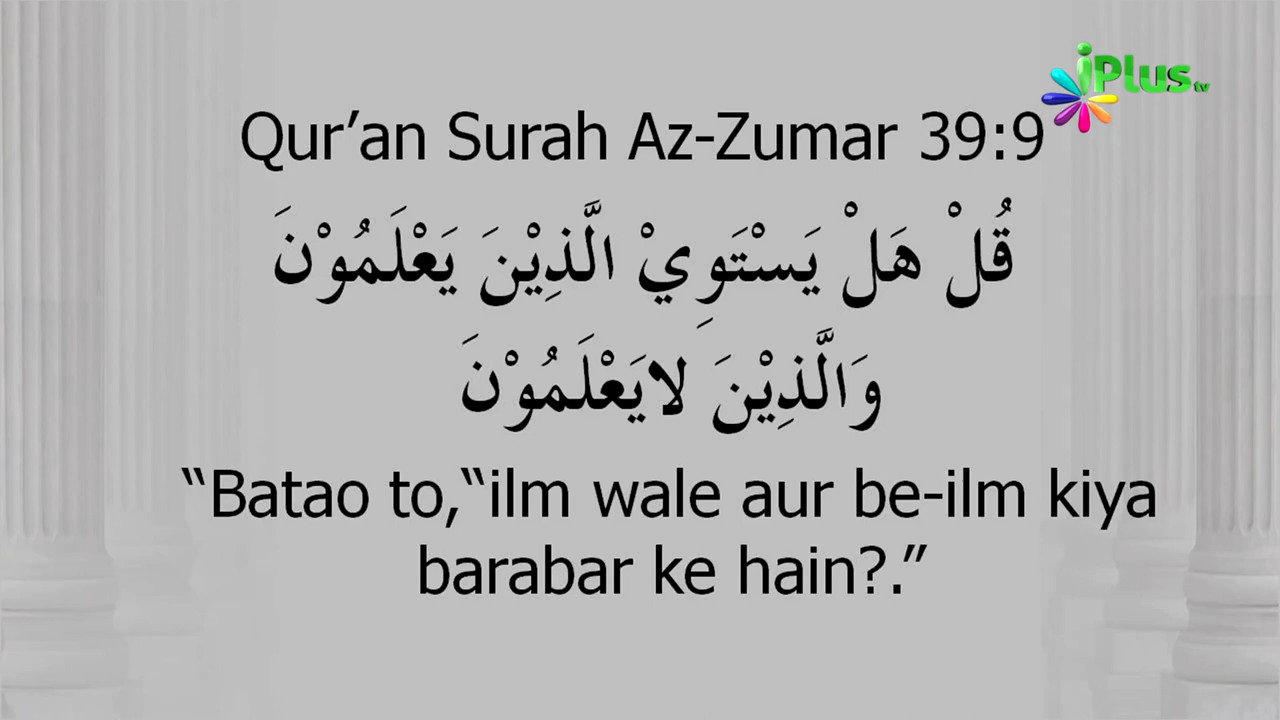 iPlus tv
Qur’an Surah Az-Zumar 39:9
قُلْ هَلْ يَسْتَوِيْ الَّذِيْنَ يَعْلَمُوْنَ
وَالَّذِيْنَ لايَعْلَمُوْنَ
“Batao to,“ilm wale aur be-ilm kiya
barabar ke hain?.”